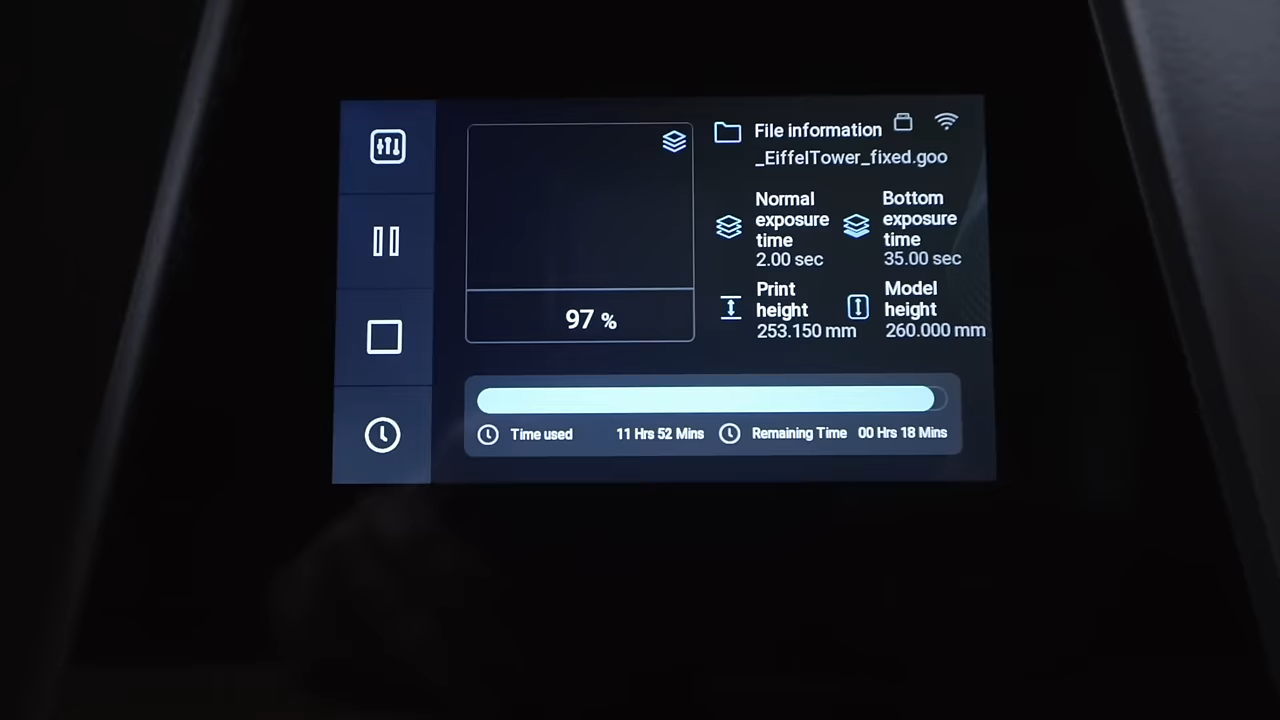 File information
_EiffelTower_fixed.goo
Normal
exposure
time
2.00 sec
Bottom
exposure
time
35.00 sec
Print
height
253.150 mm
Model
height
260.000 mm
97 %
Time used 11 Hrs 52 Mins Remaining Time 00 Hrs 18 Mins